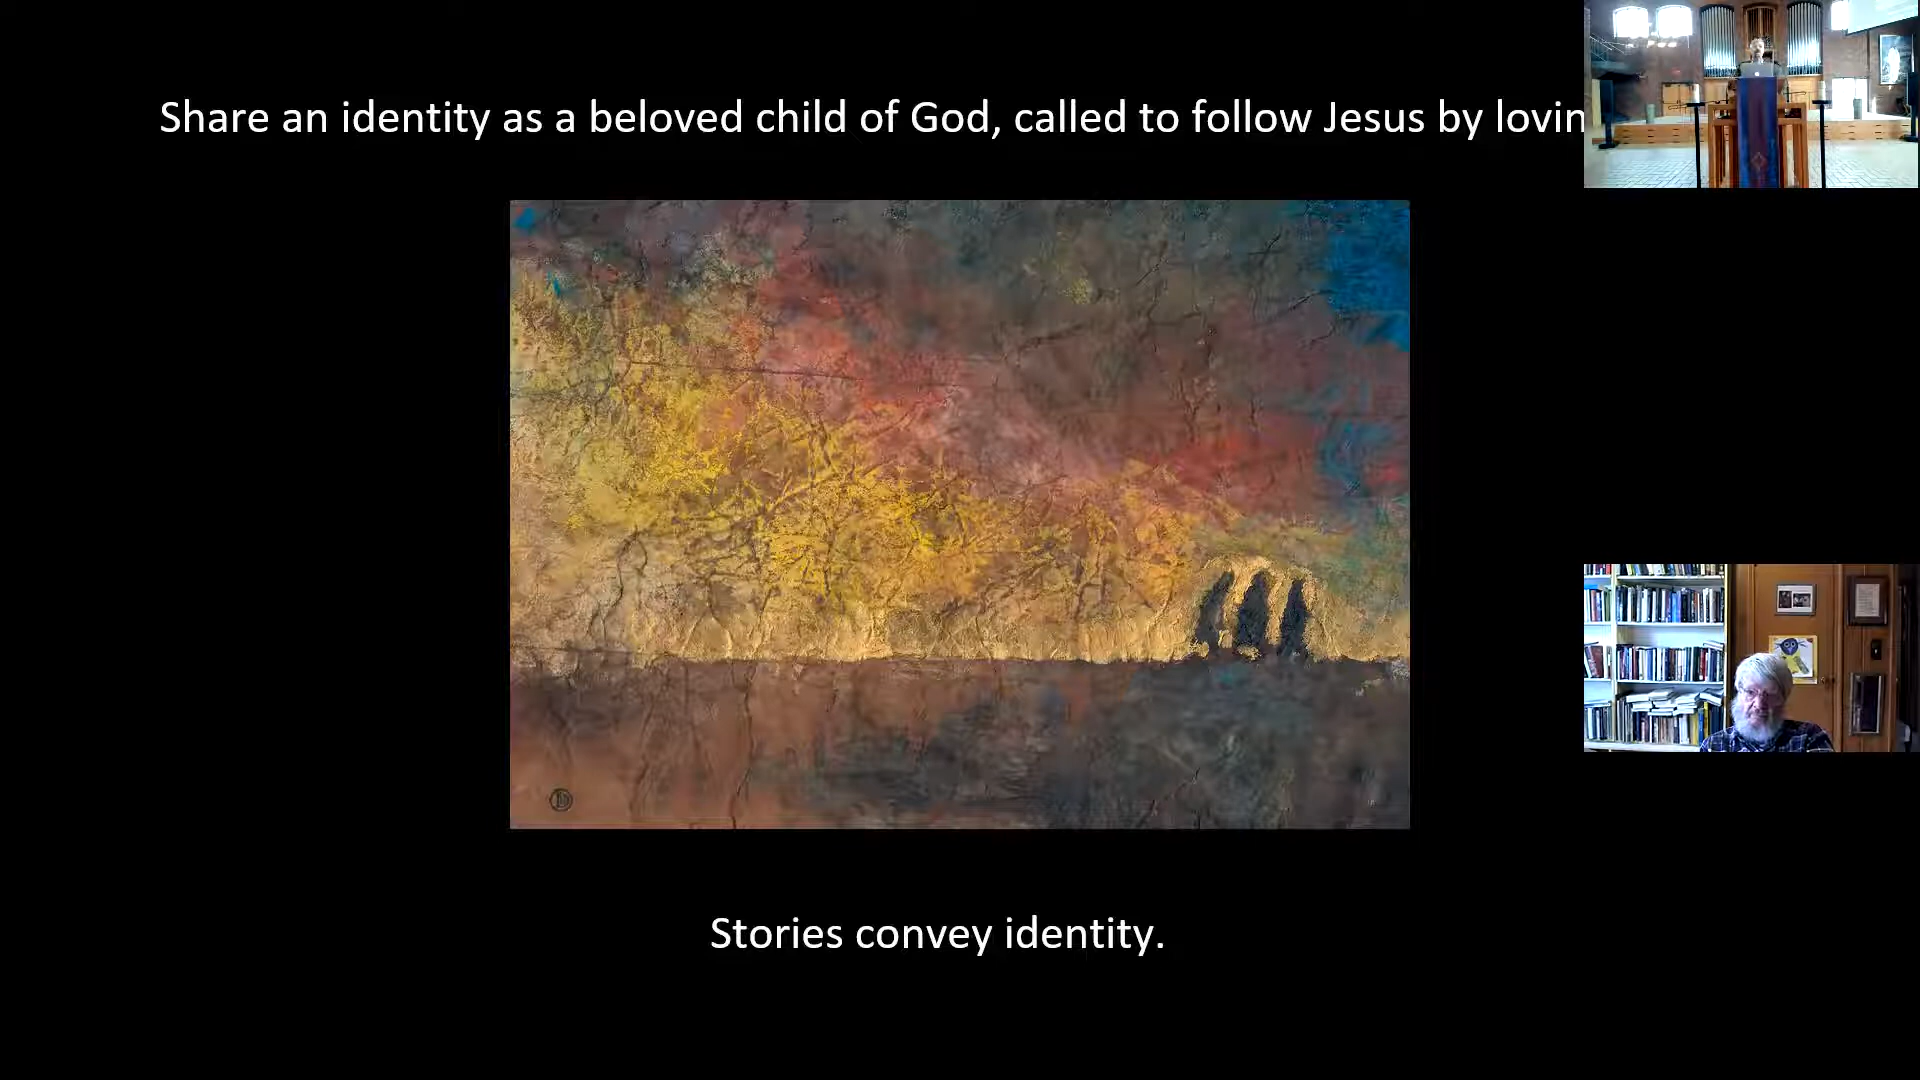 Share an identity as a beloved child of God, called to follow Jesus by lovin
Stories convey identity.